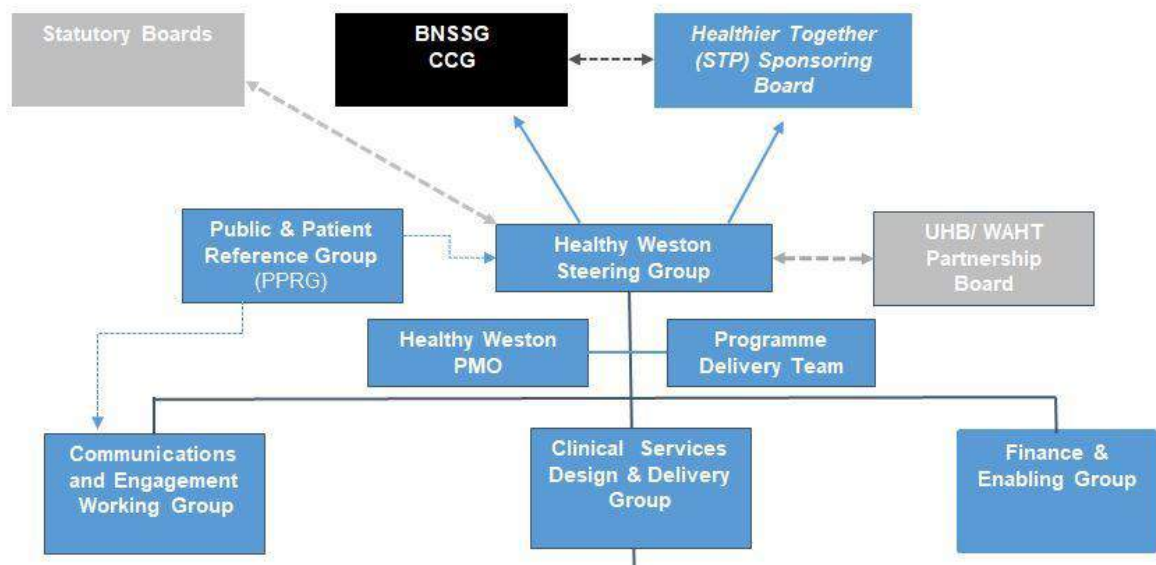 Statutory Boards
BNSSG
CCG
Healthier Together
(STP) Sponsoring
Board
Public & Patient
Reference Group
(PPRG)
Healthy Weston
Steering Group
UHB/ WAHT
Partnership
Board
Healthy Weston
PMO
Programme
Delivery Team
Communications
and Engagement
Working Group
Clinical Services
Design & Delivery
Group
Finance &
Enabling Group